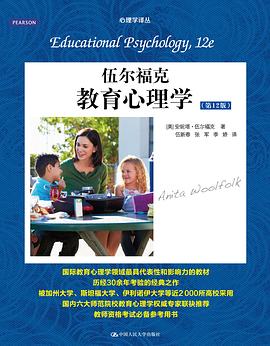 PEARSON
心理学译丛
Educational Psychology, 12e
伍尔福克
教育心理学
（第12版）
[美] 安妮塔·伍尔福克 著
伍新春 张军 季娇 译
Anita Woolfolk
国际教育心理学领域最具代表性和影响力的教材
历经30余年考验的经典之作
被加州大学、斯坦福大学、伊利诺伊大学等近2 000所高校采用
国内六大师范院校教育心理学权威专家联袂推荐
教师资格考试必备参考用书
中国人民大学出版社